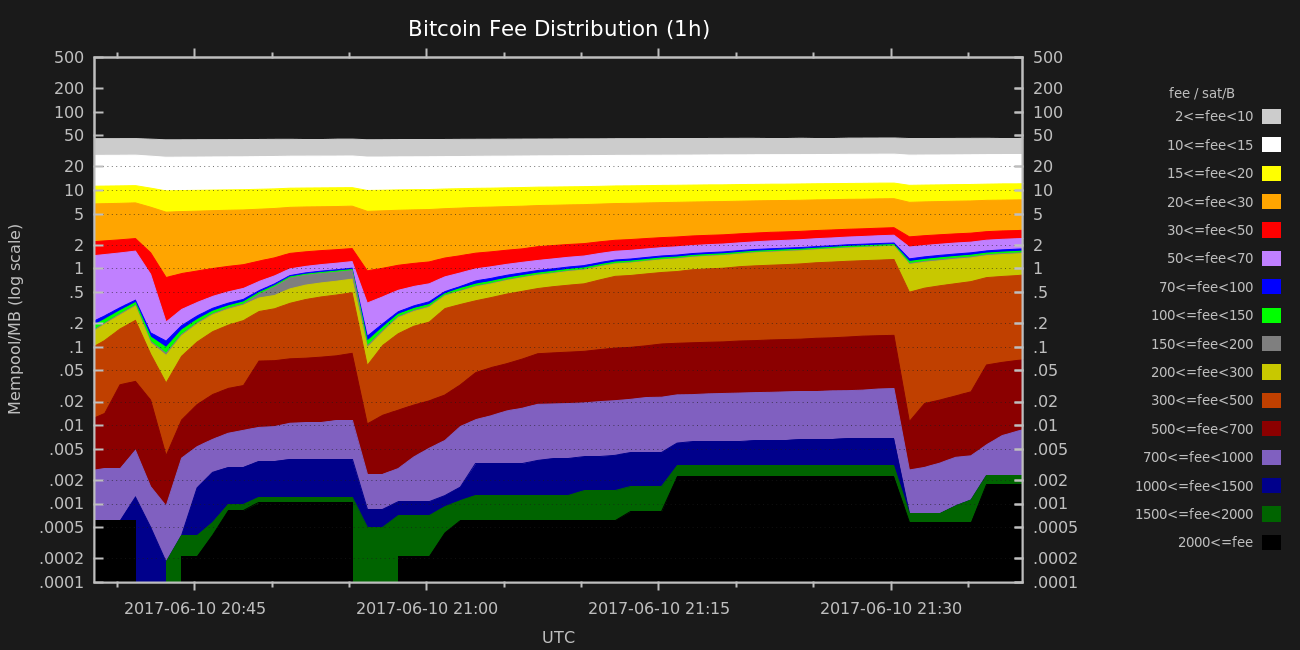 Bitcoin Fee Distribution (1h)
Mempool/MB (log scale)
500
200
100
50
20
10
5
2
1
.5
.2
.1
.05
.02
.01
.005
.002
.001
.0005
.0002
.0001
500
200
100
50
20
10
5
2
1
.5
.2
.1
.05
.02
.01
.005
.002
.001
.0005
.0002
.0001
2017-06-10 20:45
2017-06-10 21:00
2017-06-10 21:15
2017-06-10 21:30
UTC
fee / sat/B
2<=fee<10
10<=fee<15
15<=fee<20
20<=fee<30
30<=fee<50
50<=fee<70
70<=fee<100
100<=fee<150
150<=fee<200
200<=fee<300
300<=fee<500
500<=fee<700
700<=fee<1000
1000<=fee<1500
1500<=fee<2000
2000<=fee